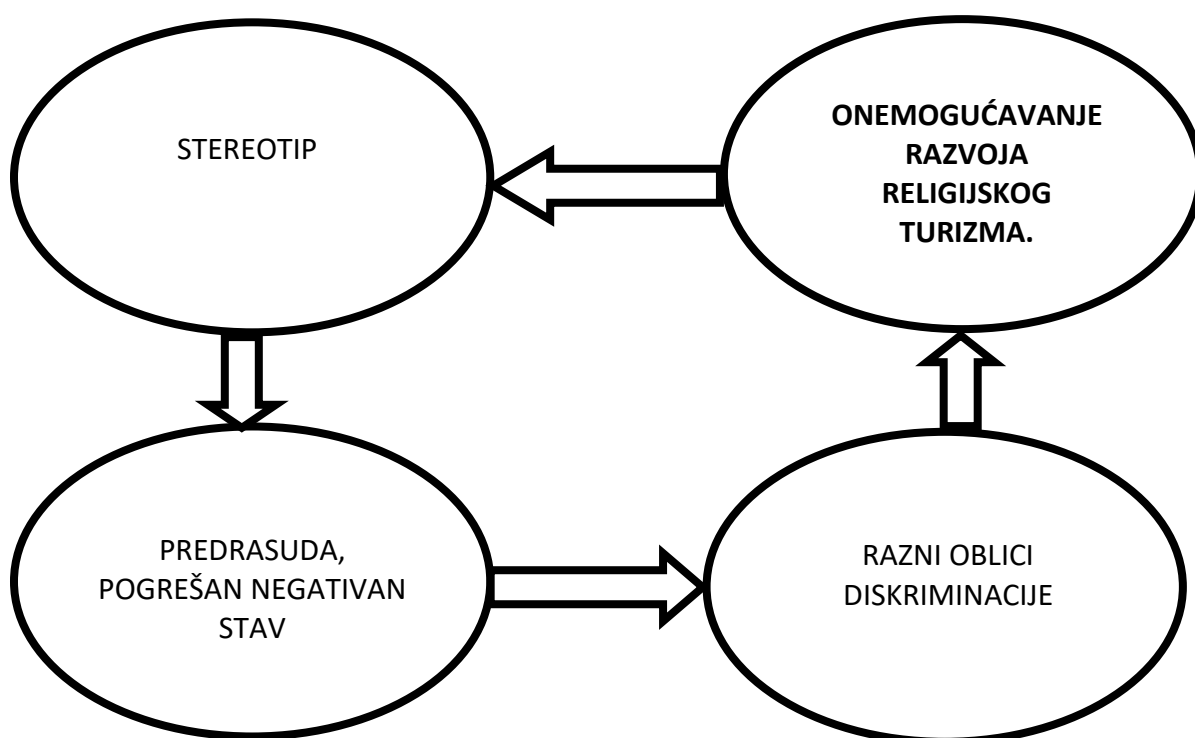 STEREOTIP
ONEMOGUĆAVANJE
RAZVOJA
RELIGIJSKOG
TURIZMA.
PREDRASUDA,
POGREŠAN NEGATIVAN
STAV
RAZNI OBLICI
DISKRIMINACIJE